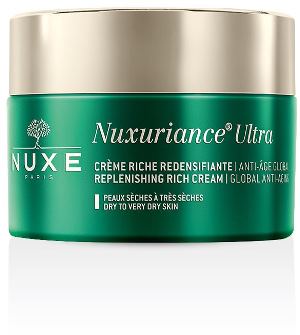 Nuxuriance® Ultra
NUXE
PARIS
CRÈME RICHE REDENSIFIANTE | ANTI-ÂGE GLOBAL
REPLENISHING RICH CREAM | GLOBAL ANTI-AGING
PEAUX SÈCHES À TRÈS SÈCHES
DRY TO VERY DRY SKIN